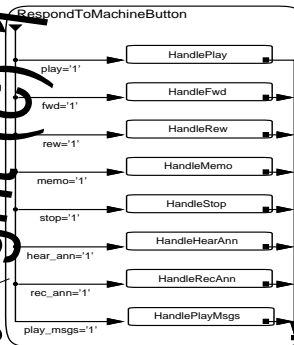 RespondToMachineButton
HandlePlay
play='1'
HandleFwd
fwd='1'
HandleRew
rew='1'
HandleMemo
memo='1'
HandleStop
stop='1'
HandleHearAnn
hear_ann='1'
HandleRecAnn
rec_ann='1'
HandlePlayMsgs
play_msgs='1'